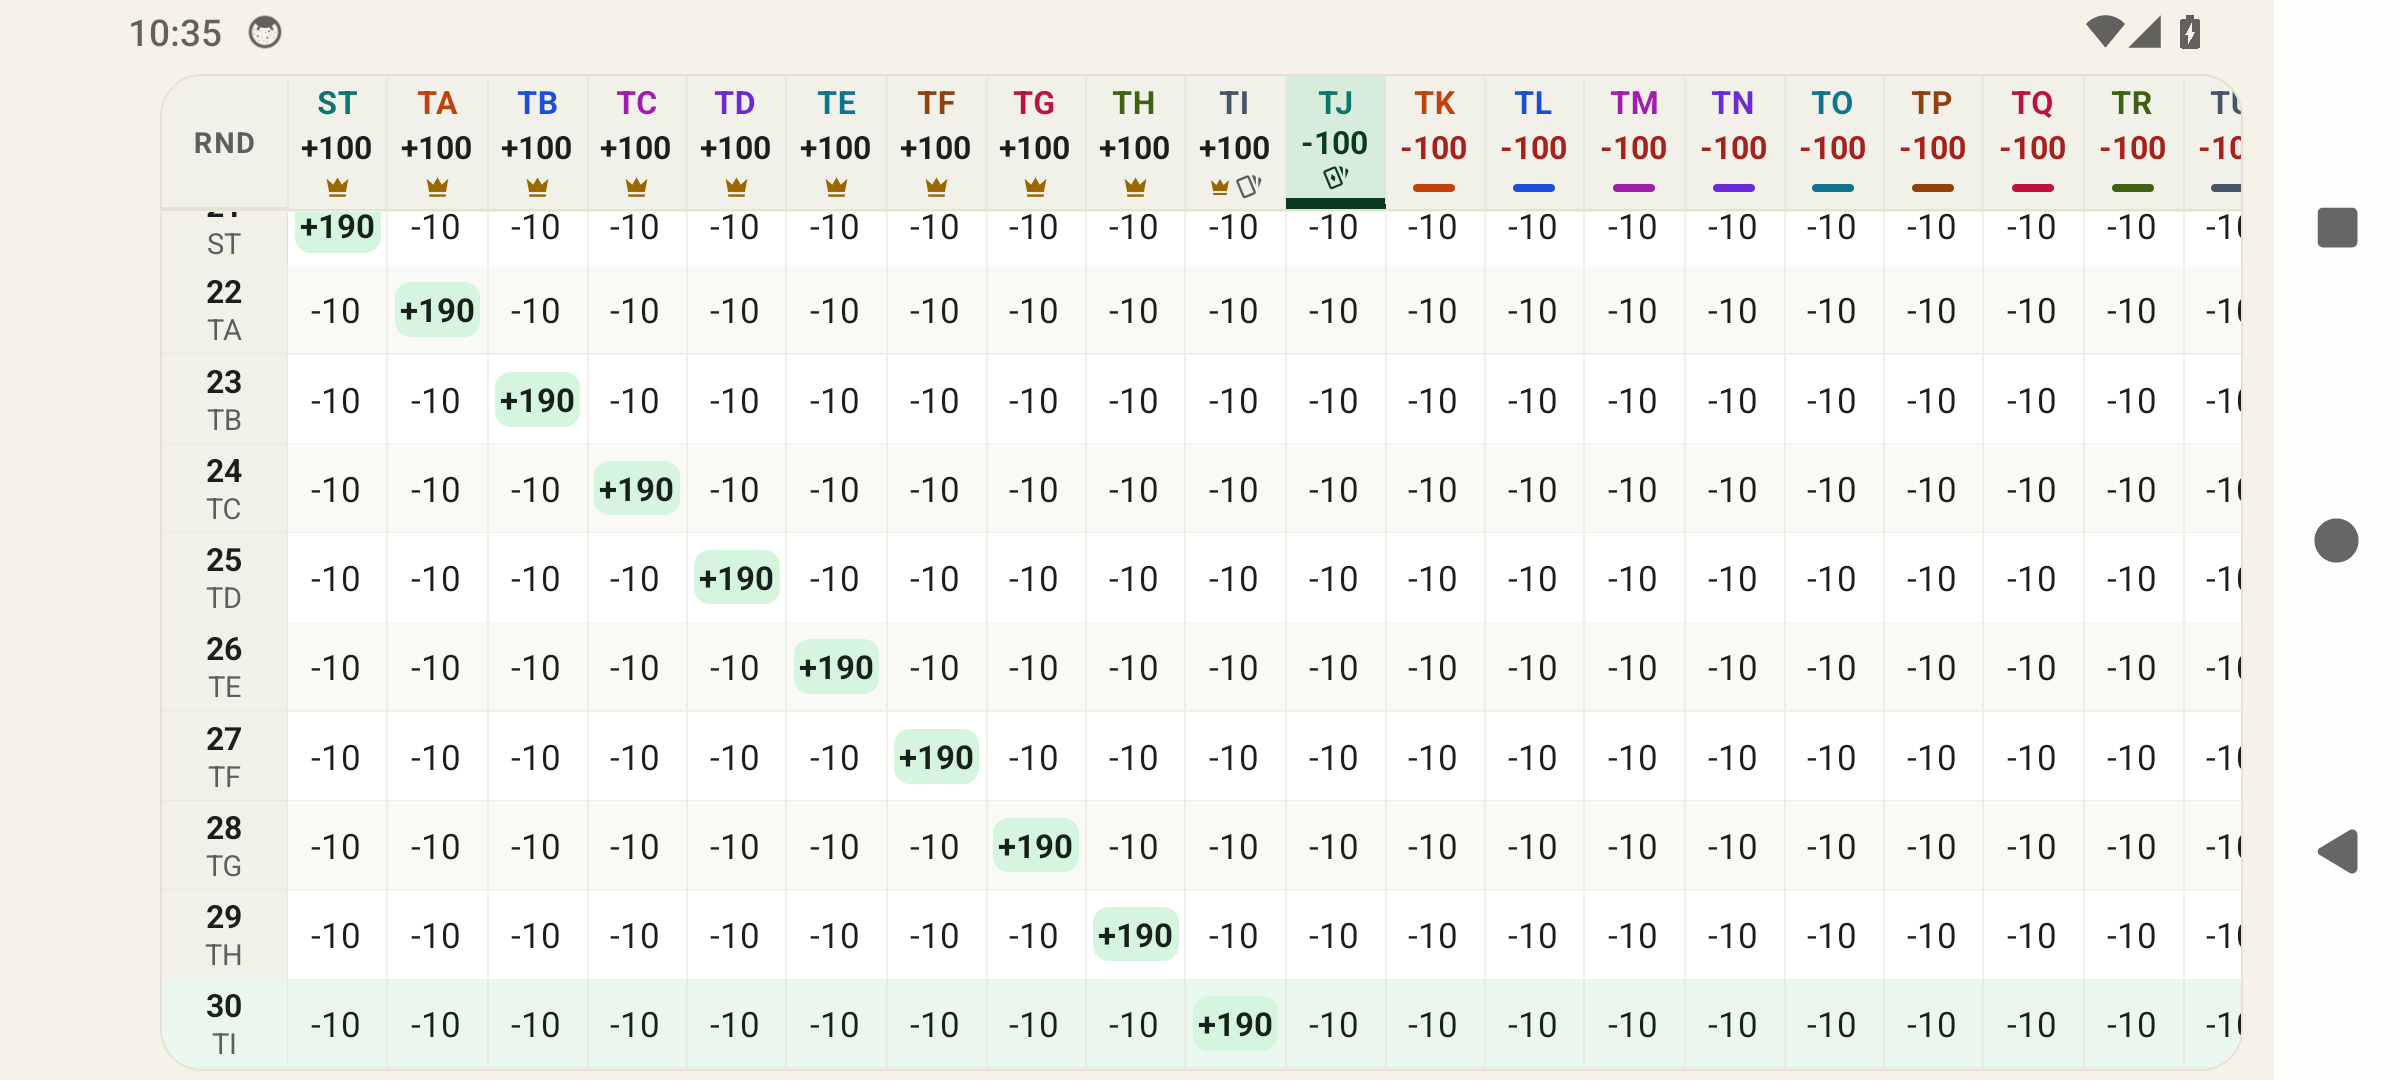 10:35
RND ST TA TB TC TD TE TF TG TH TI TJ TK TL TM TN TO TP TQ TR
+100 +100 +100 +100 +100 +100 +100 +100 +100 +100 -100 -100 -100 -100 -100 -100 -100 -100 -100
+190 -10 -10 -10 -10 -10 -10 -10 -10 -10 -10 -10 -10 -10 -10 -10 -10 -10 -10
ST
22 -10 +190 -10 -10 -10 -10 -10 -10 -10 -10 -10 -10 -10 -10 -10 -10 -10 -10 -10
TA
23 -10 -10 +190 -10 -10 -10 -10 -10 -10 -10 -10 -10 -10 -10 -10 -10 -10 -10 -10
TB
24 -10 -10 -10 +190 -10 -10 -10 -10 -10 -10 -10 -10 -10 -10 -10 -10 -10 -10 -10
TC
25 -10 -10 -10 -10 +190 -10 -10 -10 -10 -10 -10 -10 -10 -10 -10 -10 -10 -10 -10
TD
26 -10 -10 -10 -10 -10 +190 -10 -10 -10 -10 -10 -10 -10 -10 -10 -10 -10 -10 -10
TE
27 -10 -10 -10 -10 -10 -10 +190 -10 -10 -10 -10 -10 -10 -10 -10 -10 -10 -10 -10
TF
28 -10 -10 -10 -10 -10 -10 -10 +190 -10 -10 -10 -10 -10 -10 -10 -10 -10 -10 -10
TG
29 -10 -10 -10 -10 -10 -10 -10 -10 +190 -10 -10 -10 -10 -10 -10 -10 -10 -10 -10
TH
30 -10 -10 -10 -10 -10 -10 -10 -10 -10 +190 -10 -10 -10 -10 -10 -10 -10 -10 -10
TI